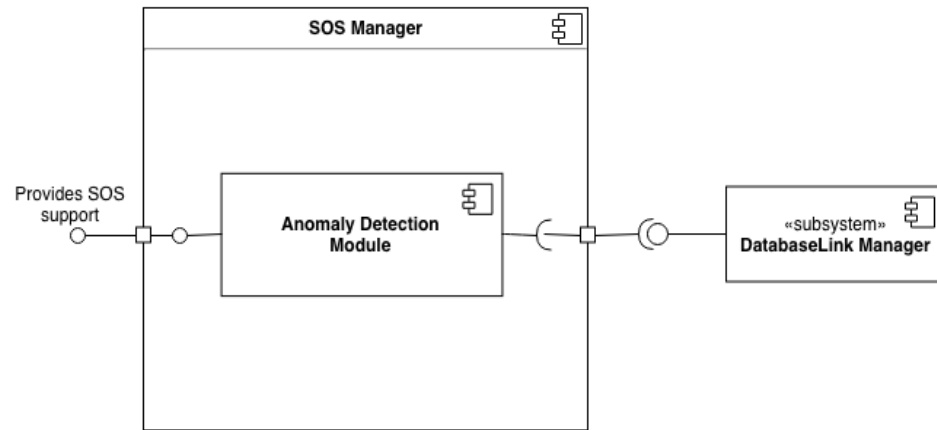 SOS Manager
Provides SOS
support
Anomaly Detection
Module
«subsystem»
DatabaseLink Manager